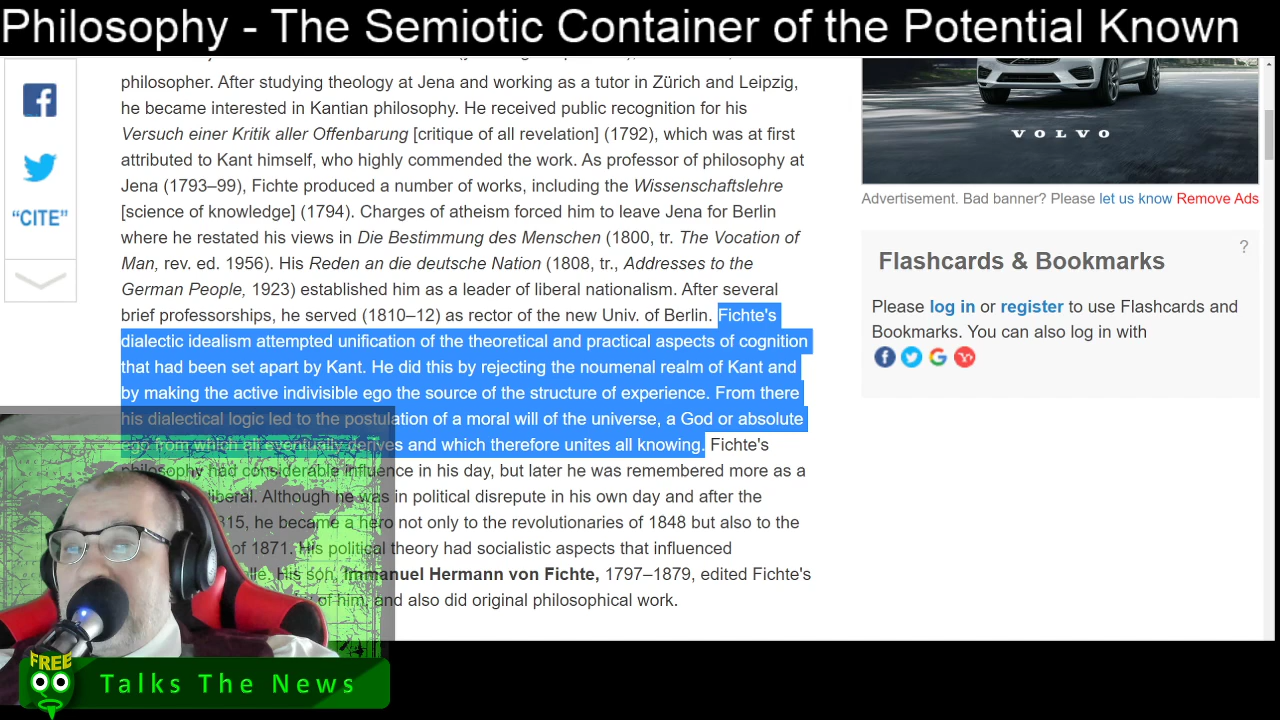 Philosophy - The Semiotic Container of the Potential Known
philosopher. After studying theology at Jena and working as a tutor in Zürich and Leipzig,
he became interested in Kantian philosophy. He received public recognition for his
Versuch einer Kritik aller Offenbarung [critique of all revelation] (1792), which was at first
attributed to Kant himself, who highly commended the work. As professor of philosophy at
Jena (1793–99), Fichte produced a number of works, including the Wissenschaftslehre
[science of knowledge] (1794). Charges of atheism forced him to leave Jena for Berlin
where he restated his views in Die Bestimmung des Menschen (1800, tr. The Vocation of
Man, rev. ed. 1956). His Reden an die deutsche Nation (1808, tr., Addresses to the
German People, 1923) established him as a leader of liberal nationalism. After several
brief professorships, he served (1810–12) as rector of the new Univ. of Berlin. Fichte's
dialectic idealism attempted unification of the theoretical and practical aspects of cognition
that had been set apart by Kant. He did this by rejecting the noumenal realm of Kant and
by making the active indivisible ego the source of the structure of experience. From there
his dialectical logic led to the postulation of a moral will of the universe, a God or absolute
ego from which all eventually derives and which therefore unites all knowing. Fichte's
philosophy had considerable influence in his day, but later he was remembered more as a
liberal. Although he was in political disrepute in his own day and after the
he became a hero not only to the revolutionaries of 1848 but also to the
of 1871. His political theory had socialistic aspects that influenced
His son, Immanuel Hermann von Fichte, 1797–1879, edited Fichte's
of him, and also did original philosophical work.
“CITE”
VOLVO
Advertisement. Bad banner? Please let us know Remove Ads
Flashcards & Bookmarks
?
Please log in or register to use Flashcards and
Bookmarks. You can also log in with
FREE
Talks The News